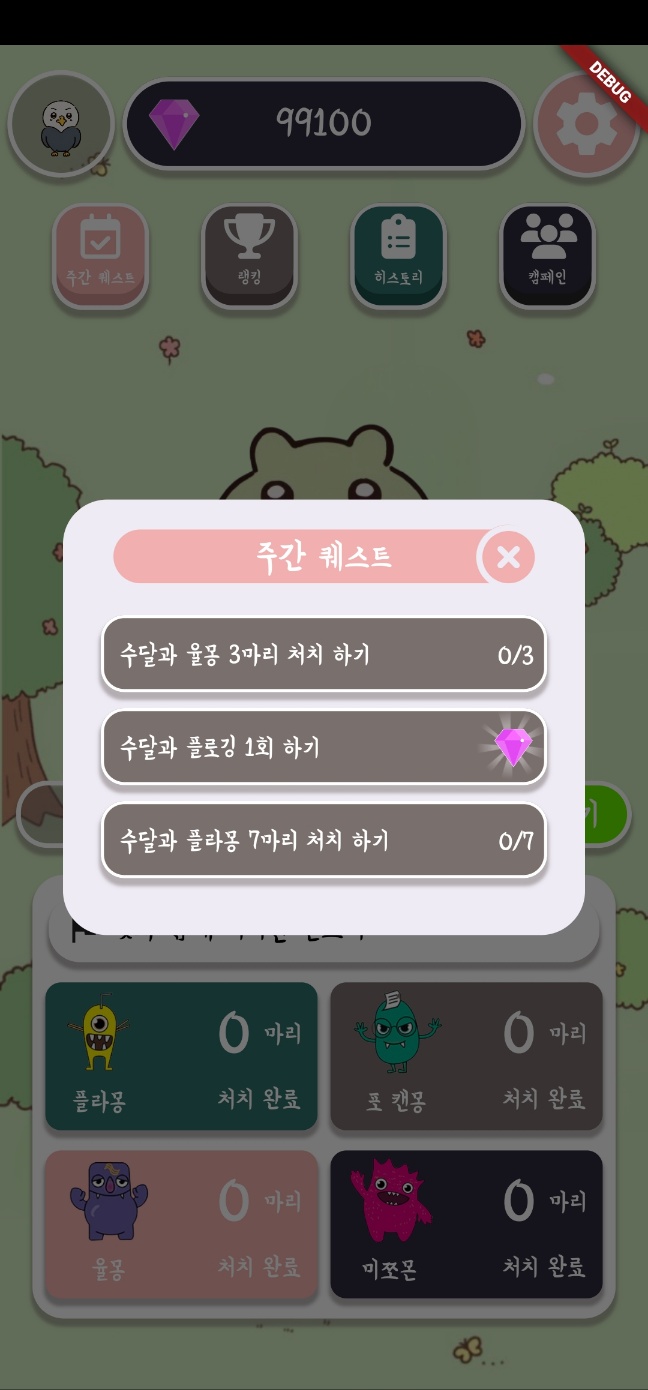 DEBUG
99100
주간 퀘스트
랭킹
히스토리
캠페인
주간 퀘스트
수달과 율몽 3마리 처치 하기 0/3
수달과 플로깅 1회 하기
수달과 플라몽 7마리 처치 하기 0/7
0 마리
플라몽 처치 완료
0 마리
포 캔몽 처치 완료
0 마리
율몽 처치 완료
0 마리
미쪼몬 처치 완료